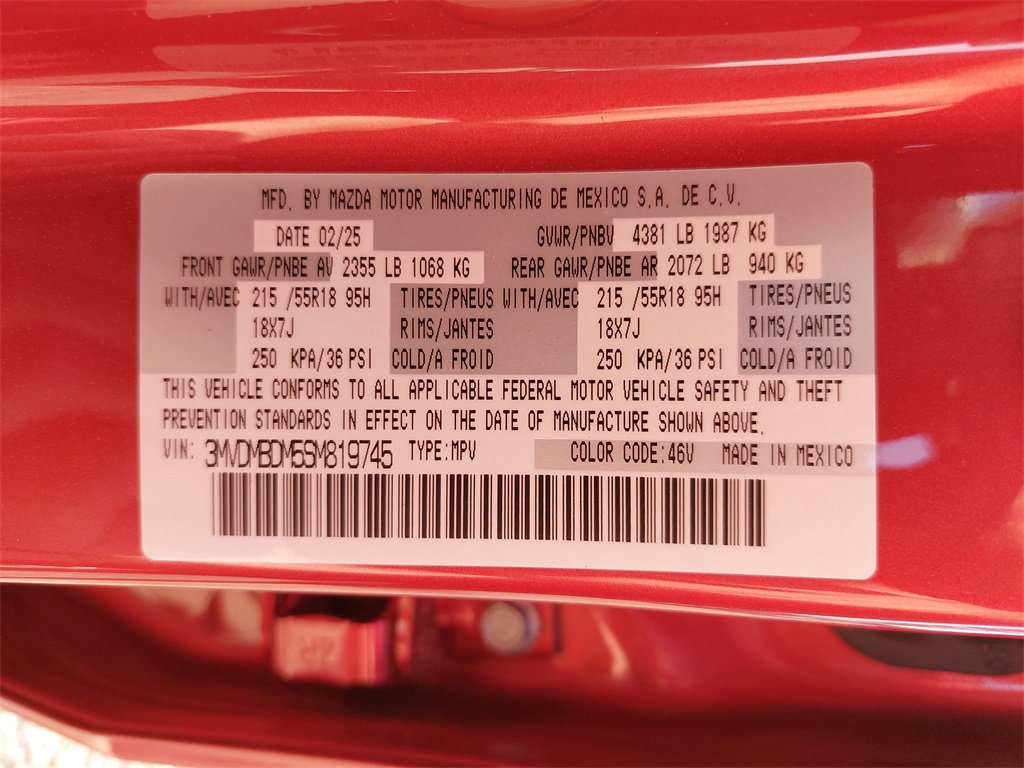 MFD. BY MAZDA MOTOR MANUFACTURING DE MEXICO S.A. DE C.V.
DATE 02/25 GVWR/PNBV 4381 LB 1987 KG
FRONT GAWR/PNBE AV 2355 LB 1068 KG REAR GAWR/PNBE AR 2072 LB 940 KG
WITH/AVEC 215 /55R18 95H TIRES/PNEUS WITH/AVEC 215 /55R18 95H TIRES/PNEUS
18X7J RIMS/JANTES 18X7J RIMS/JANTES
250 KPA/36 PSI COLD/A FROID 250 KPA/36 PSI COLD/A FROID
THIS VEHICLE CONFORMS TO ALL APPLICABLE FEDERAL MOTOR VEHICLE SAFETY AND THEFT
PREVENTION STANDARDS IN EFFECT ON THE DATE OF MANUFACTURE SHOWN ABOVE.
VIN: 3MVDMBDM5SM819745 TYPE:MPV COLOR CODE:46V MADE IN MEXICO